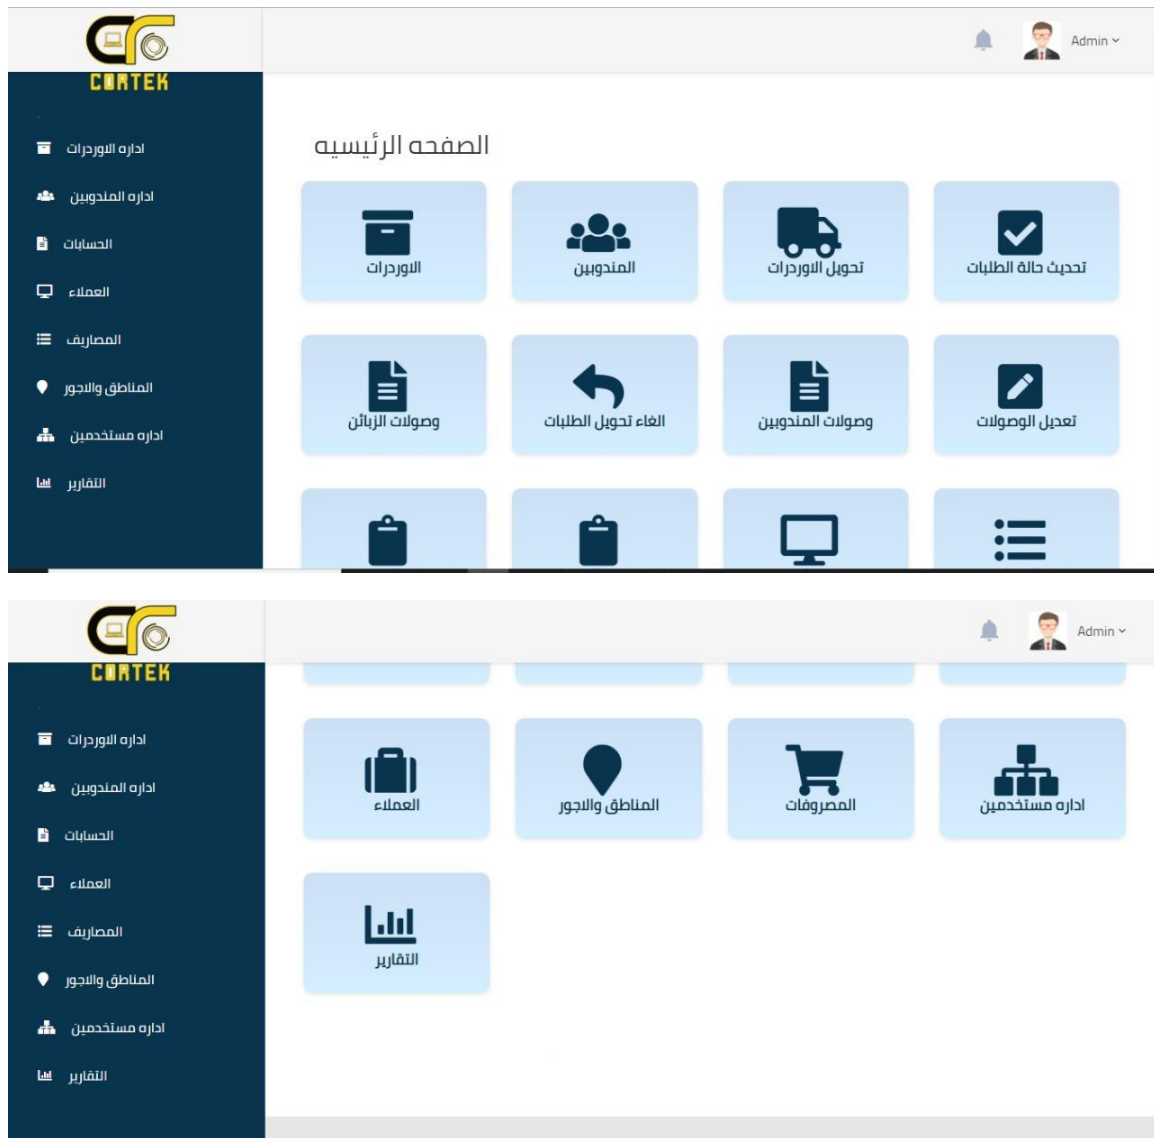 CORTEK
Admin
اداره الاوردرات
اداره المندوبين
الحسابات
العملاء
المصاريف
المناطق والاجور
اداره مستخدمين
التقارير
الصفحه الرئيسيه
الاوردرات
المندوبين
تحويل الاوردرات
تحديث حالة الطلبات
وصولات الزبائن
الغاء تحويل الطلبات
وصولات المندوبين
تعديل الوصولات
CORTEK
Admin
اداره الاوردرات
اداره المندوبين
الحسابات
العملاء
المصاريف
المناطق والاجور
اداره مستخدمين
التقارير
العملاء
المناطق والاجور
المصروفات
اداره مستخدمين
التقارير